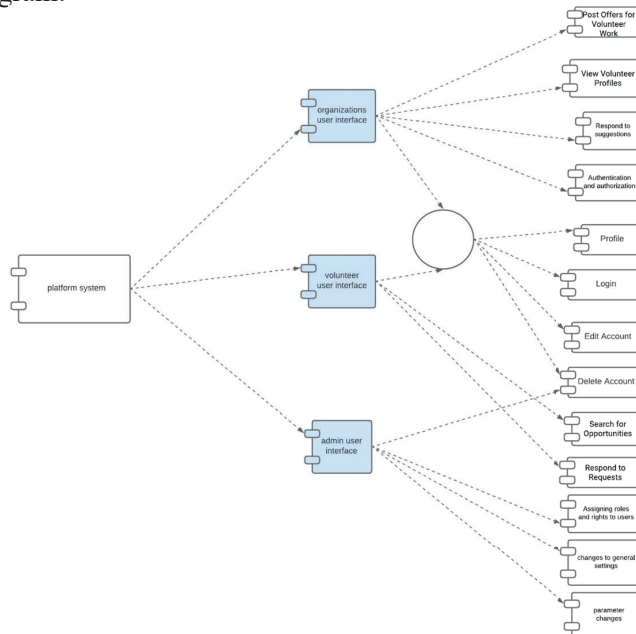 Post Offers for
Volunteer
Work
View Volunteer
Profiles
organizations
user interface
Respond to
suggestions
Authentication
and authorization
Profile
platform system
volunteer
user interface
Login
Edit Account
Delete Account
admin user
interface
Search for
Opportunities
Respond to
Requests
Assigning roles
and rights to users
changes to general
settings
parameter
changes